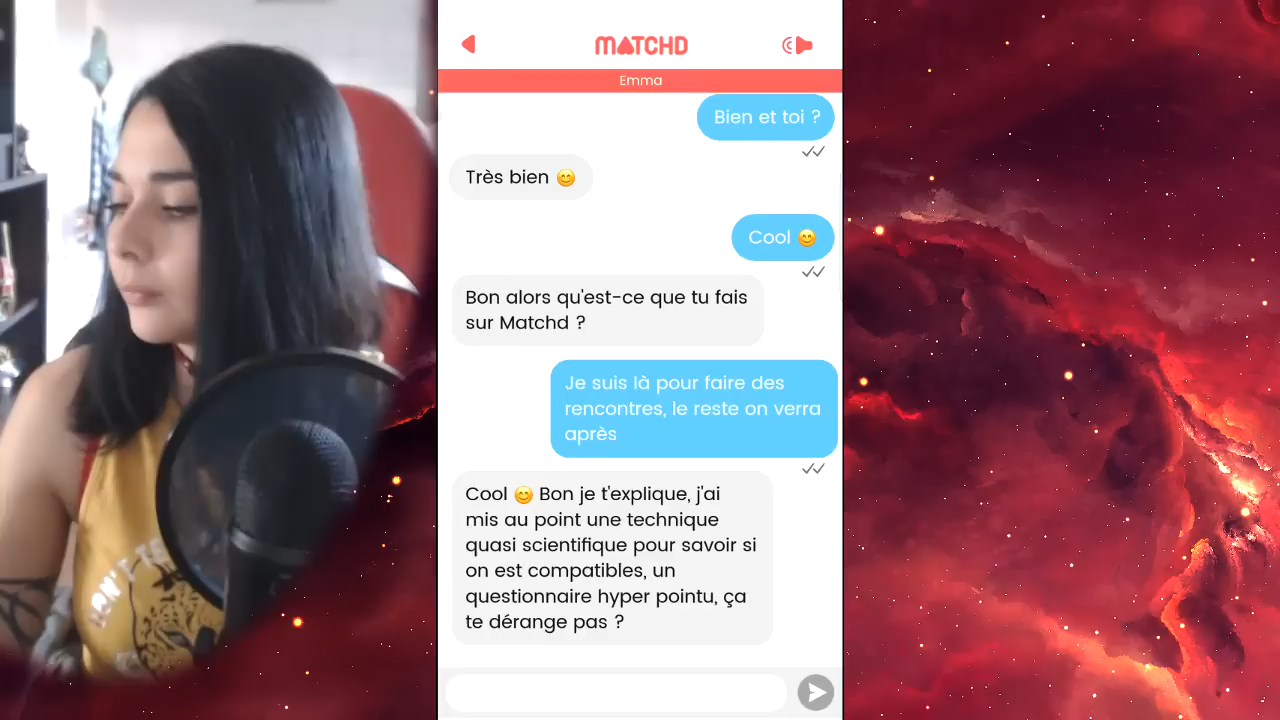 MATCHD
Emma
Bien et toi ?
Très bien 😊
Cool 😊
Bon alors qu'est-ce que tu fais
sur Matchd ?
Je suis là pour faire des
rencontres, le reste on verra
après
Cool 😊 Bon je t'explique, j'ai
mis au point une technique
quasi scientifique pour savoir si
on est compatibles, un
questionnaire hyper pointu, ça
te dérange pas ?
DON'T